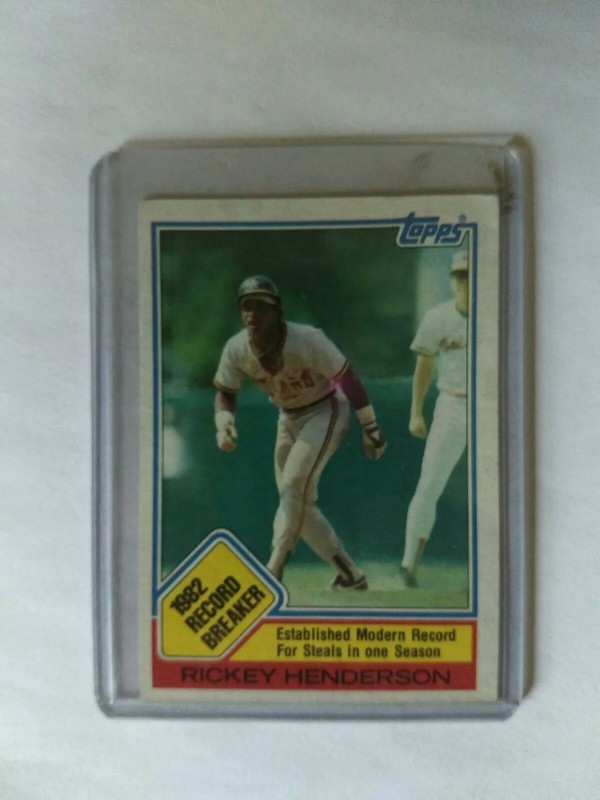 Topps®
1982
RECORD
BREAKER
Established Modern Record
For Steals in one Season
RICKEY HENDERSON